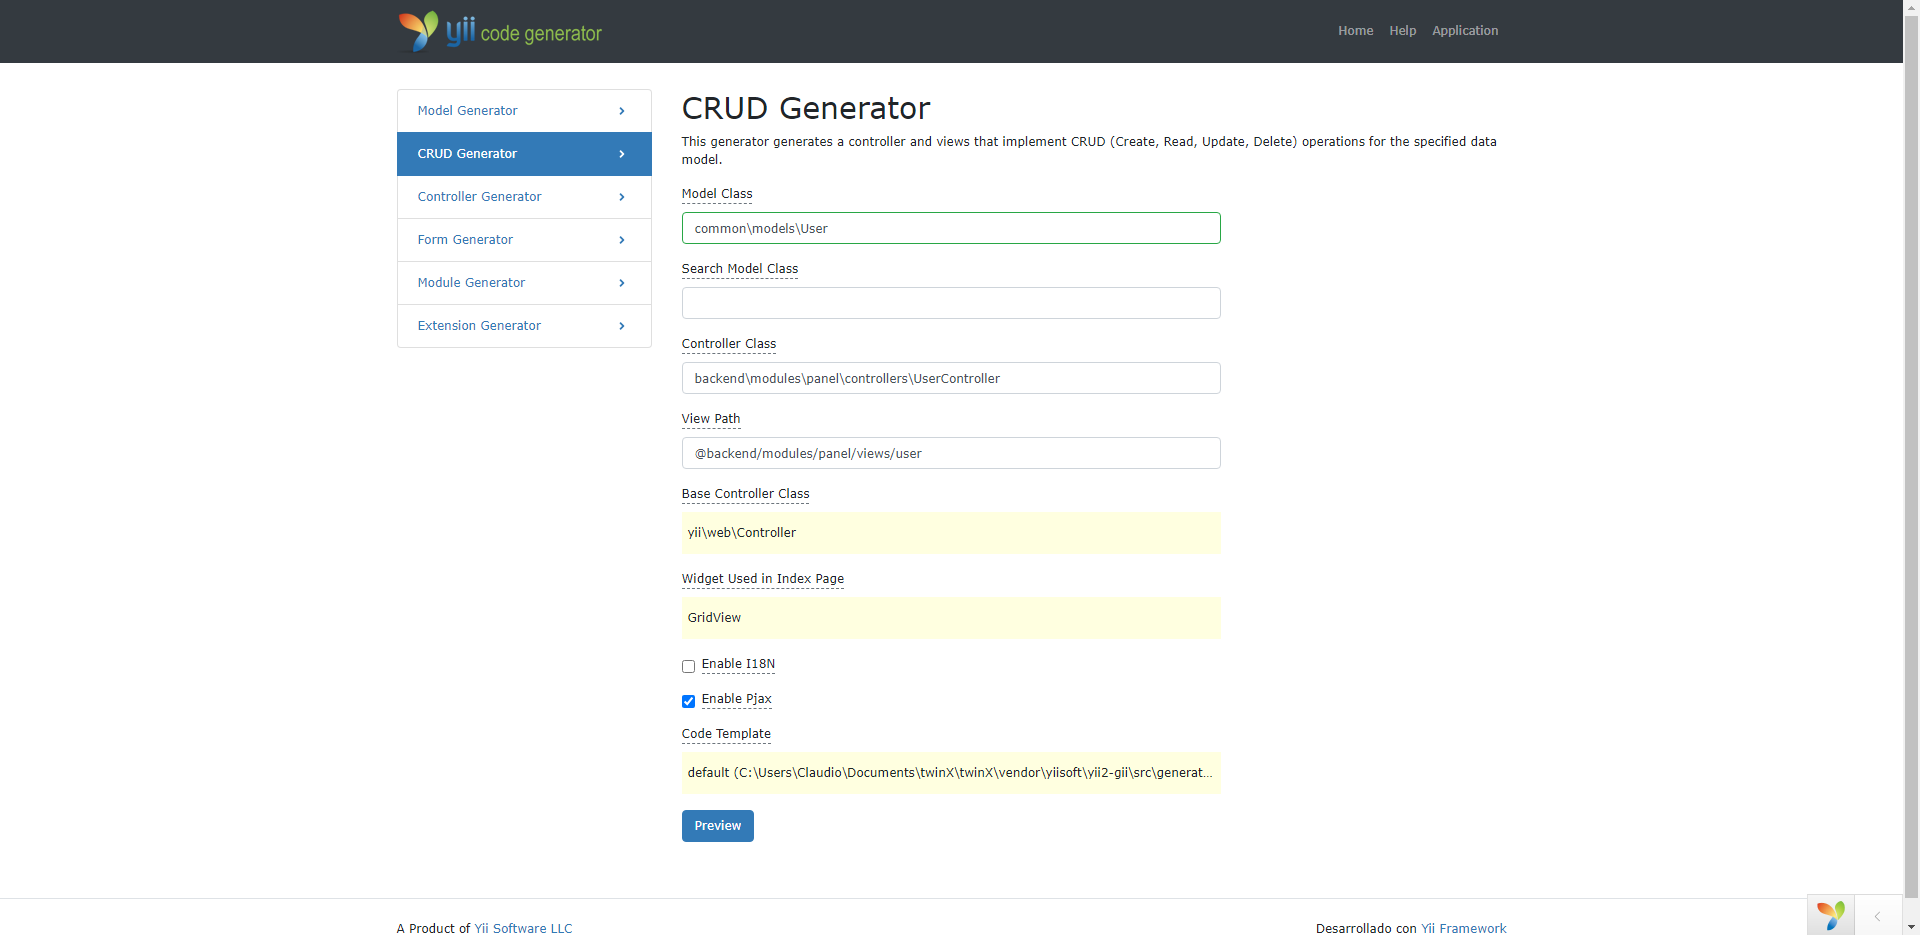 yii code generator
Home Help Application
Model Generator
CRUD Generator
Controller Generator
Form Generator
Module Generator
Extension Generator
CRUD Generator
This generator generates a controller and views that implement CRUD (Create, Read, Update, Delete) operations for the specified data
model.
Model Class
common\models\User
Search Model Class
Controller Class
backend\modules\panel\controllers\UserController
View Path
@backend/modules/panel/views/user
Base Controller Class
yii\web\Controller
Widget Used in Index Page
GridView
Enable I18N
Enable Pjax
Code Template
default (C:\Users\Claudio\Documents\twinX\twinX\vendor\yiisoft\yii2-gii\src\generat...
Preview
A Product of Yii Software LLC
Desarrollado con Yii Framework